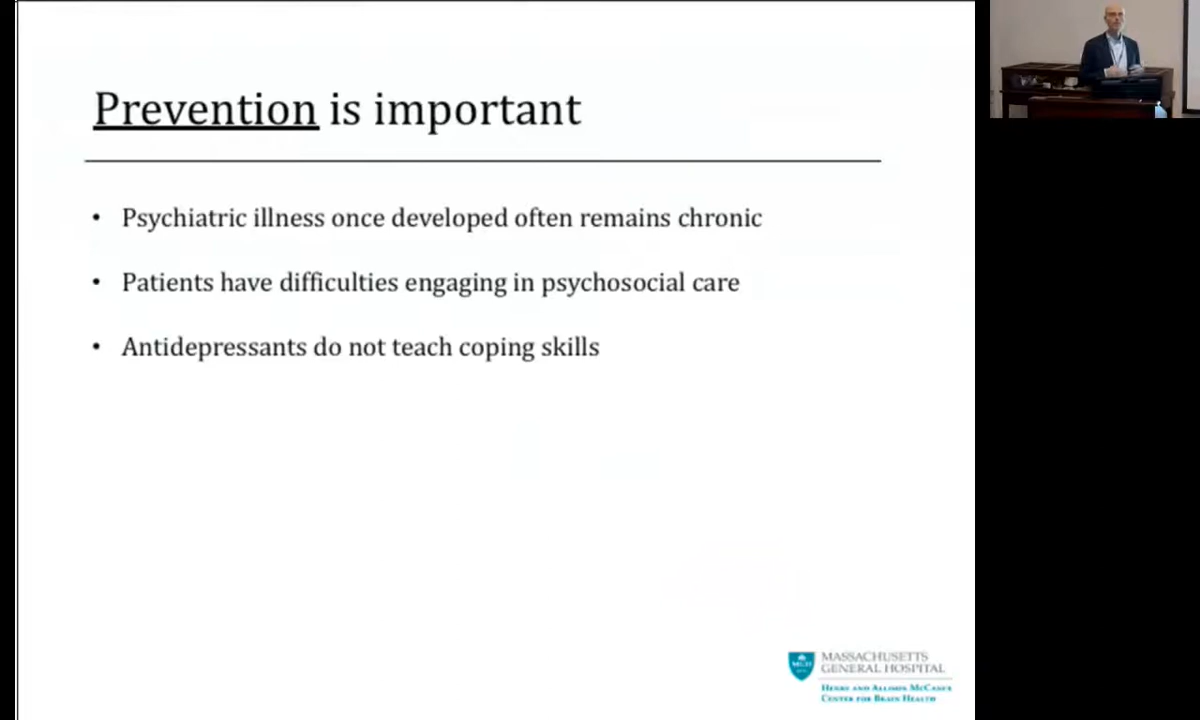 Prevention is important
• Psychiatric illness once developed often remains chronic
• Patients have difficulties engaging in psychosocial care
• Antidepressants do not teach coping skills
MASSACHUSETTS
GENERAL HOSPITAL
HENRY AND ALLISON MCCANCE
CENTER FOR BRAIN HEALTH